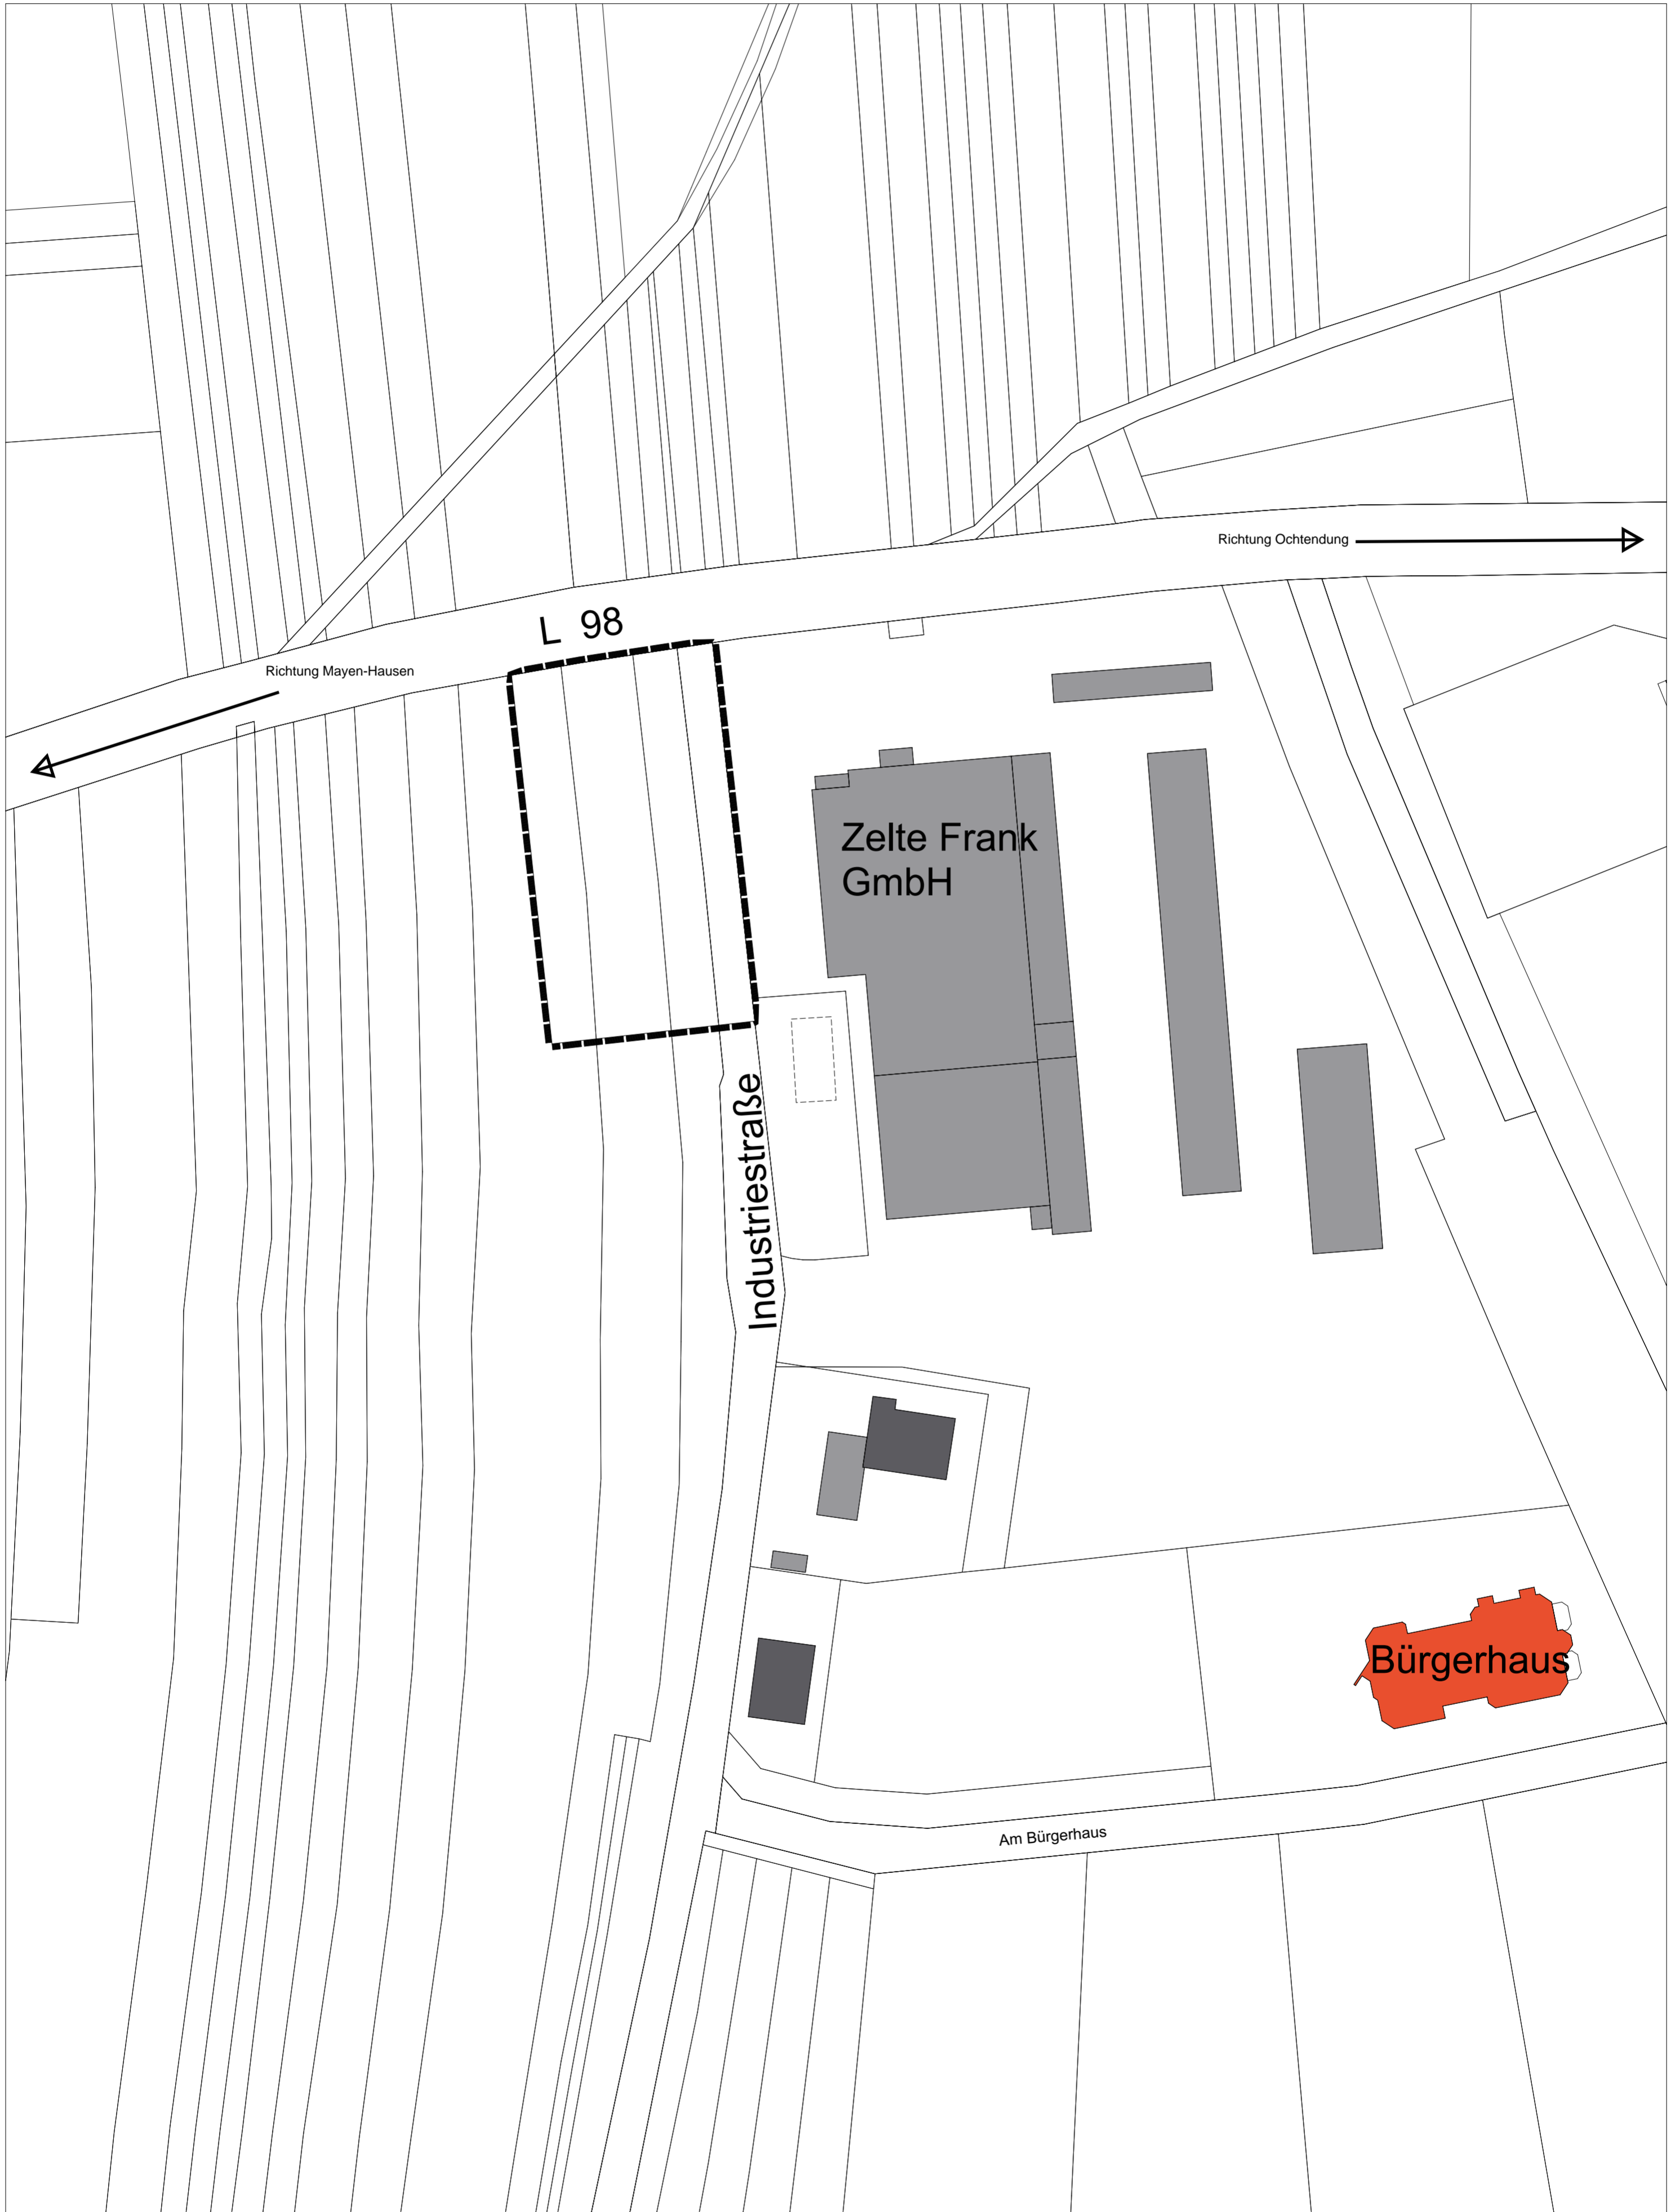 Richtung Ochtendung
L 98
Richtung Mayen-Hausen
Zelte Frank
GmbH
Industriestraße
Bürgerhaus
Am Bürgerhaus